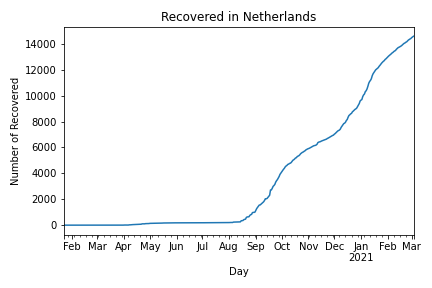 Recovered in Netherlands
Number of Recovered
14000
12000
10000
8000
6000
4000
2000
0
Feb Mar Apr May Jun Jul Aug Sep Oct Nov Dec Jan Feb Mar
2021
Day